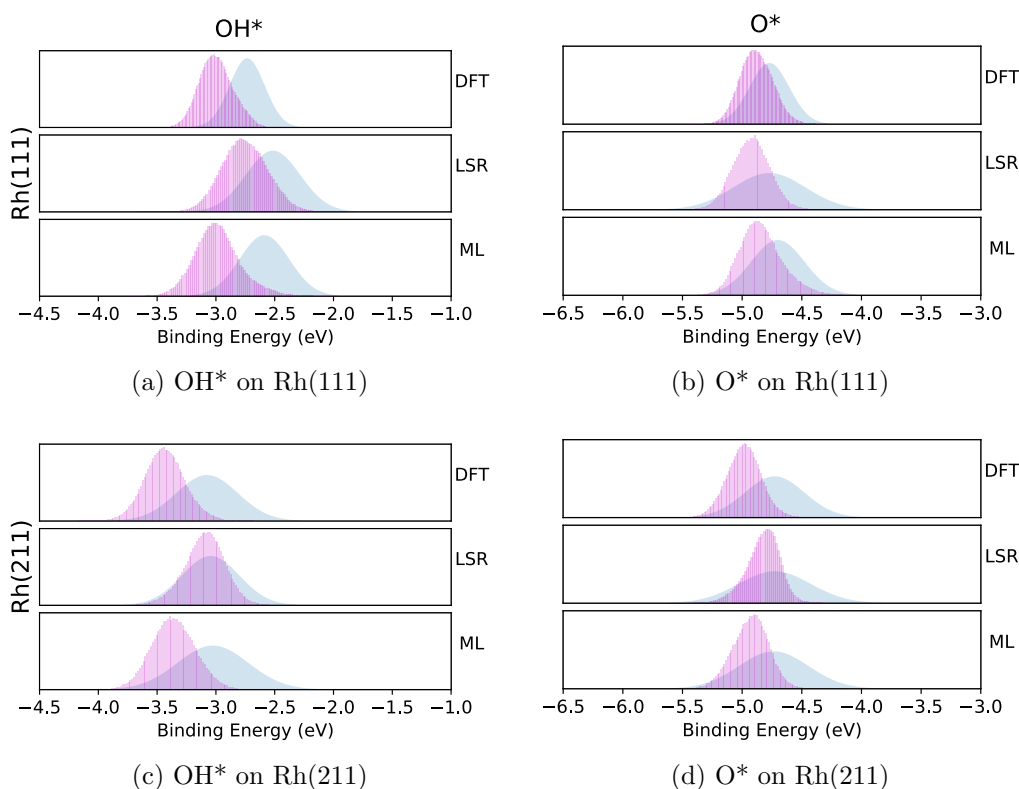 OH*
DFT
LSR
ML
Rh(111)
−4.5 −4.0 −3.5 −3.0 −2.5 −2.0 −1.5 −1.0
Binding Energy (eV)
(a) OH* on Rh(111)
O*
DFT
LSR
ML
−6.5 −6.0 −5.5 −5.0 −4.5 −4.0 −3.5 −3.0
Binding Energy (eV)
(b) O* on Rh(111)
DFT
LSR
ML
Rh(211)
−4.5 −4.0 −3.5 −3.0 −2.5 −2.0 −1.5 −1.0
Binding Energy (eV)
(c) OH* on Rh(211)
DFT
LSR
ML
−6.5 −6.0 −5.5 −5.0 −4.5 −4.0 −3.5 −3.0
Binding Energy (eV)
(d) O* on Rh(211)